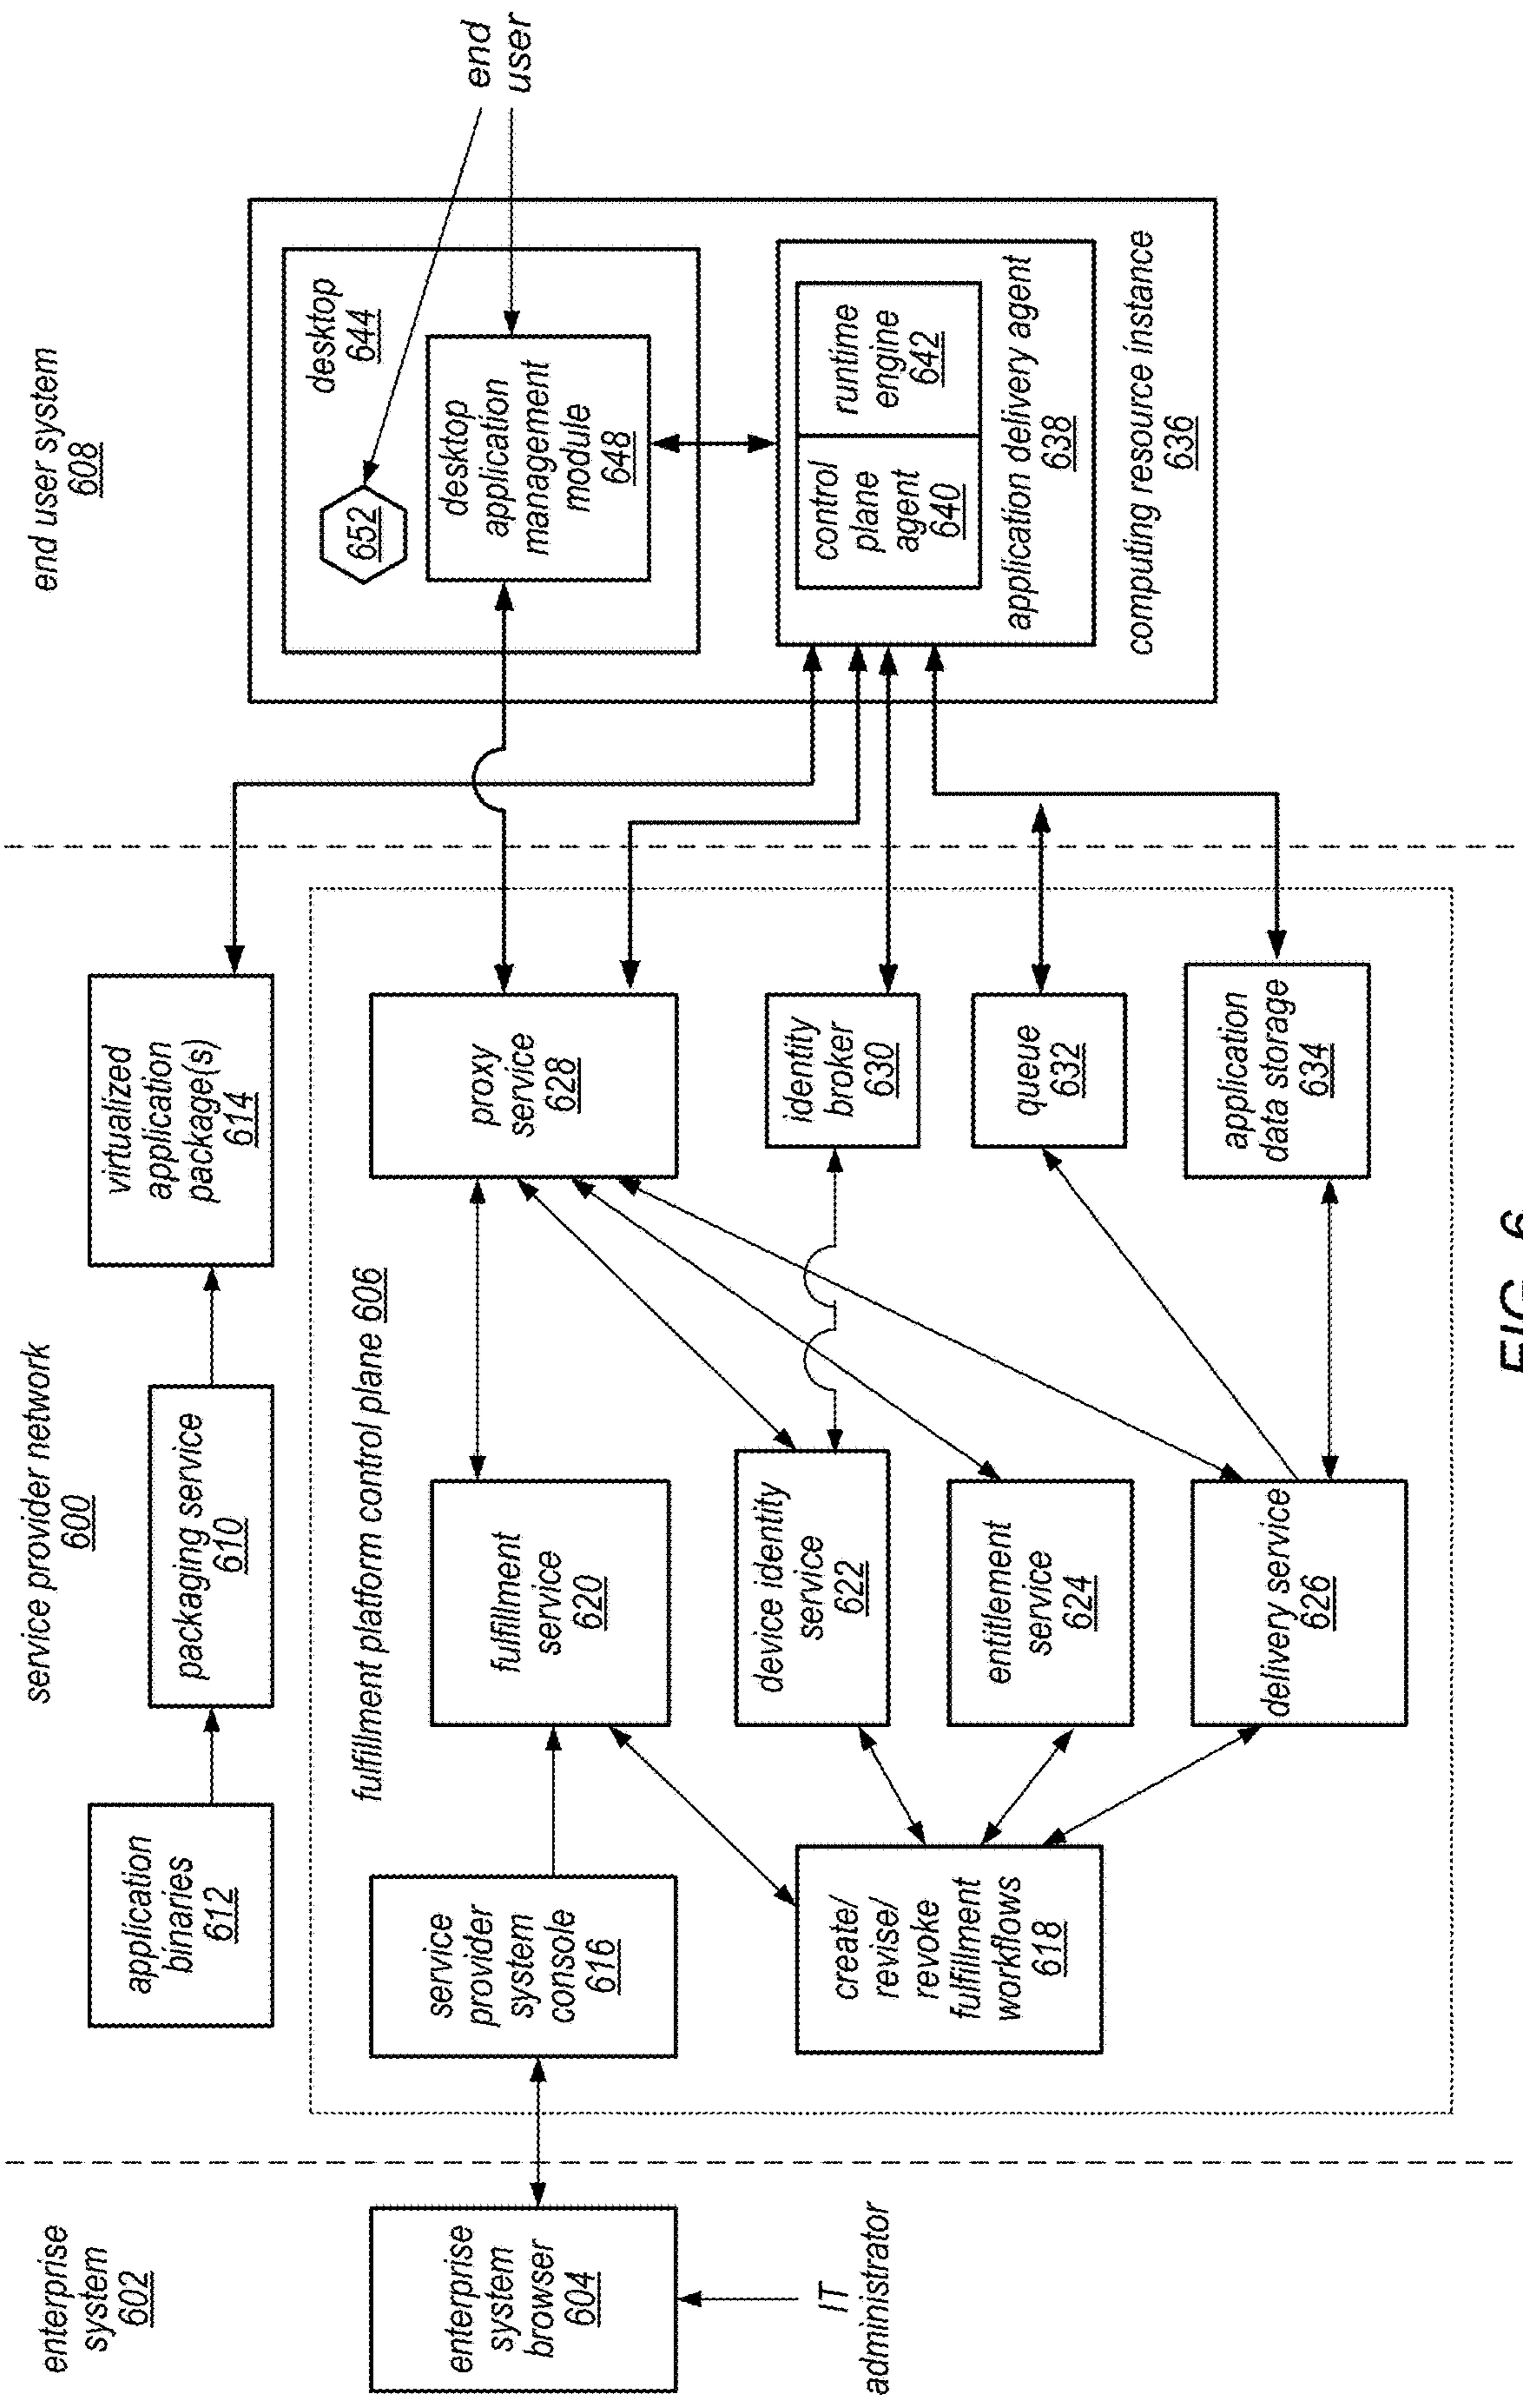 enterprise
system
602
service provider network
600
end user system
608
application
binaries
612
packaging service
610
virtualized
application
package(s)
614
fulfillment platform control plane 606
enterprise
system
browser
604
IT
administrator
service
provider
system
console
616
create/
revise/
revoke
fulfillment
workflows
618
fulfillment
service
620
device identity
service
622
entitlement
service
624
delivery service
626
proxy
service
628
identity
broker
630
queue
632
application
data storage
634
desktop
644
652
desktop
application
management
module
648
control
plane
agent
640
runtime
engine
642
application delivery agent
638
computing resource instance
636
end
user
FIG. 6